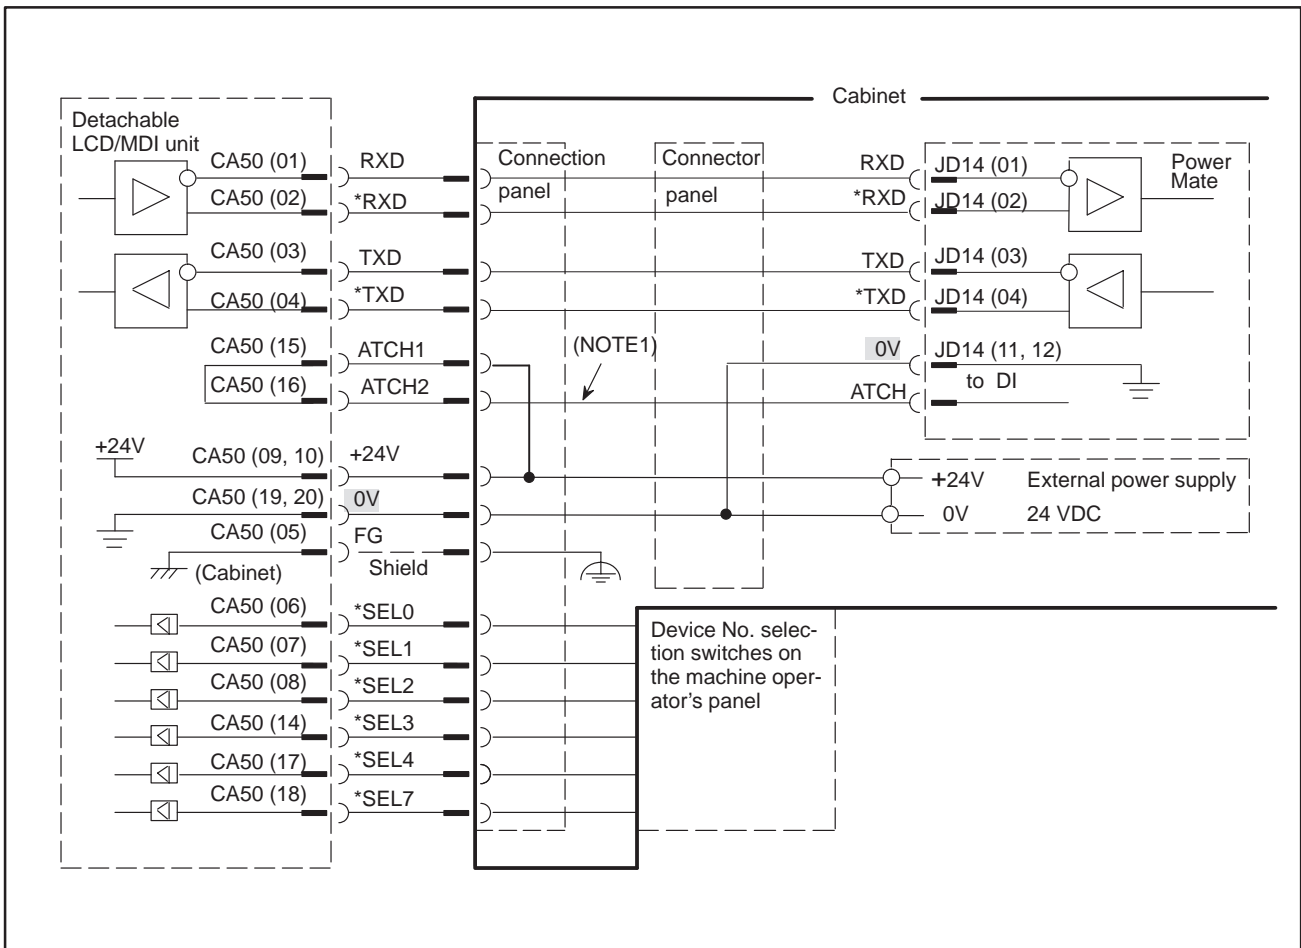 Cabinet
Detachable
LCD/MDI unit
Connection
panel
Connector
panel
Power
Mate
CA50 (01) RXD RXD JD14 (01)
CA50 (02) *RXD *RXD JD14 (02)
CA50 (03) TXD TXD JD14 (03)
CA50 (04) *TXD *TXD JD14 (04)
CA50 (15) ATCH1 (NOTE1) 0V JD14 (11, 12)
to DI
CA50 (16) ATCH2 ATCH
+24V CA50 (09, 10) +24V +24V External power supply
CA50 (19, 20) 0V 0V 24 VDC
CA50 (05) FG
(Cabinet) Shield
CA50 (06) *SEL0
CA50 (07) *SEL1
CA50 (08) *SEL2
CA50 (14) *SEL3
CA50 (17) *SEL4
CA50 (18) *SEL7
Device No. selec-
tion switches on
the machine oper-
ator's panel